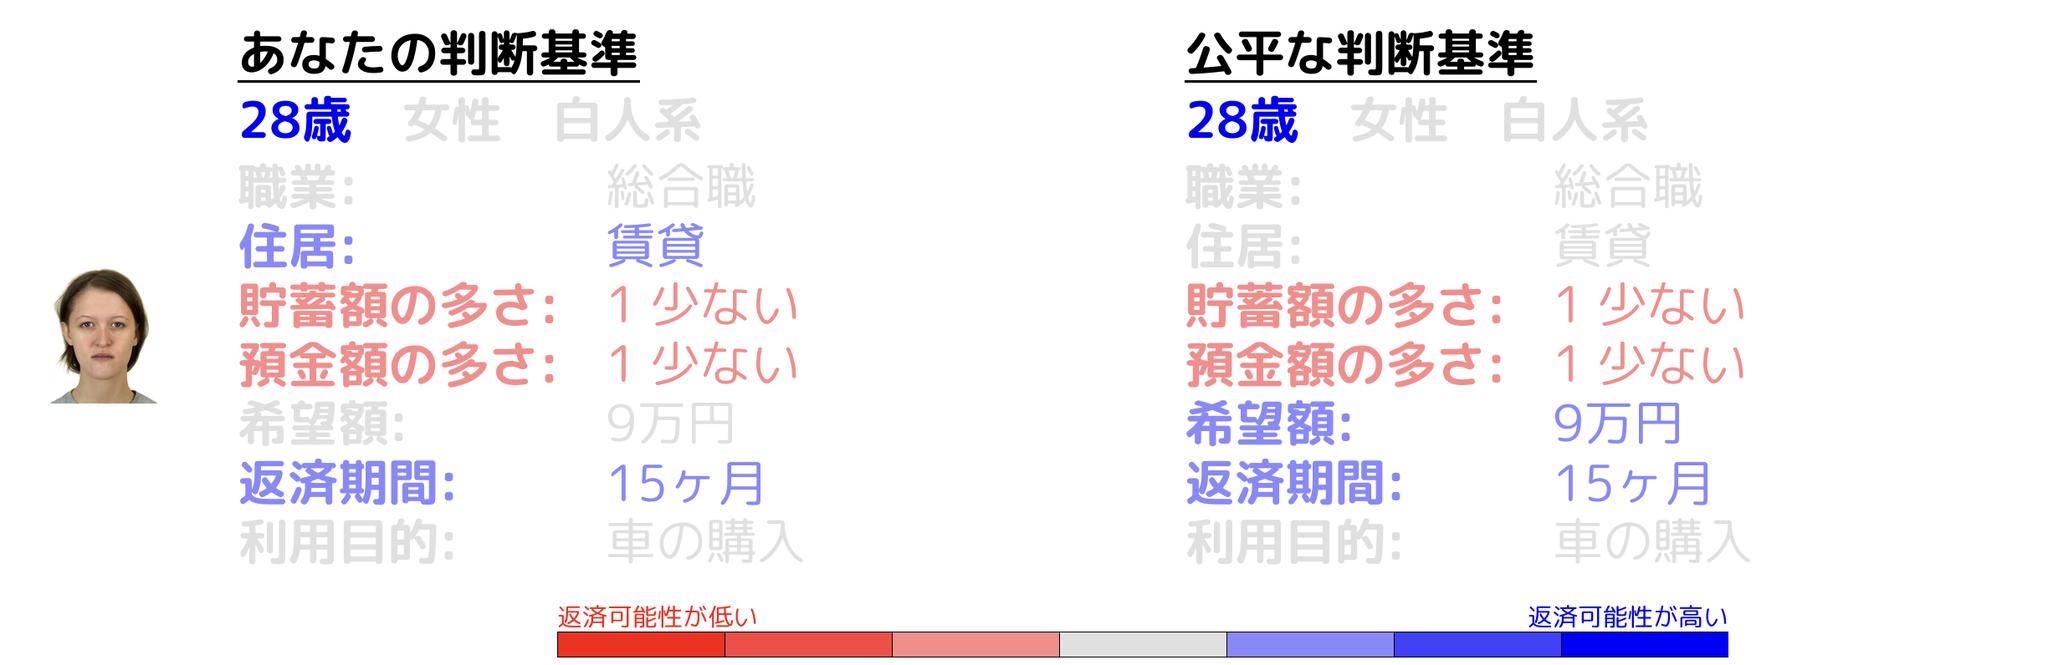 あなたの判断基準
28歳 女性 白人系
職業: 総合職
住居: 賃貸
貯蓄額の多さ: 1 少ない
預金額の多さ: 1 少ない
希望額: 9万円
返済期間: 15ヶ月
利用目的: 車の購入
公平な判断基準
28歳 女性 白人系
職業: 総合職
住居: 賃貸
貯蓄額の多さ: 1 少ない
預金額の多さ: 1 少ない
希望額: 9万円
返済期間: 15ヶ月
利用目的: 車の購入
返済可能性が低い
返済可能性が高い